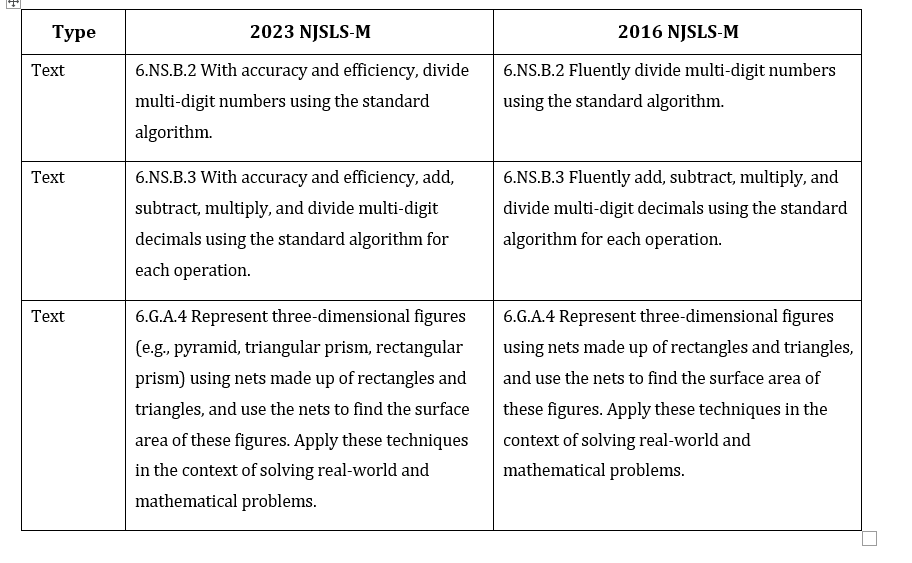 Type 2023 NJSLS-M 2016 NJSLS-M
Text
6.NS.B.2 With accuracy and efficiency, divide
multi-digit numbers using the standard
algorithm.
6.NS.B.2 Fluently divide multi-digit numbers
using the standard algorithm.
Text
6.NS.B.3 With accuracy and efficiency, add,
subtract, multiply, and divide multi-digit
decimals using the standard algorithm for
each operation.
6.NS.B.3 Fluently add, subtract, multiply, and
divide multi-digit decimals using the standard
algorithm for each operation.
Text
6.G.A.4 Represent three-dimensional figures
(e.g., pyramid, triangular prism, rectangular
prism) using nets made up of rectangles and
triangles, and use the nets to find the surface
area of these figures. Apply these techniques
in the context of solving real-world and
mathematical problems.
6.G.A.4 Represent three-dimensional figures
using nets made up of rectangles and triangles,
and use the nets to find the surface area of
these figures. Apply these techniques in the
context of solving real-world and
mathematical problems.